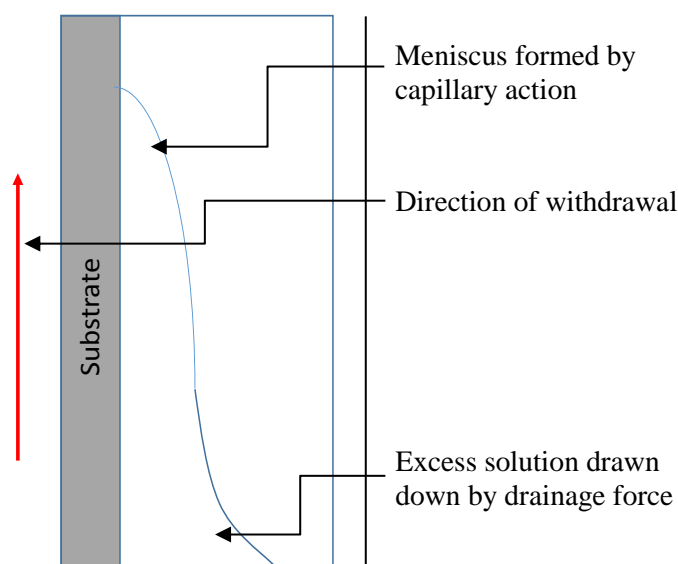 Meniscus formed by
capillary action
Direction of withdrawal
Substrate
Excess solution drawn
down by drainage force